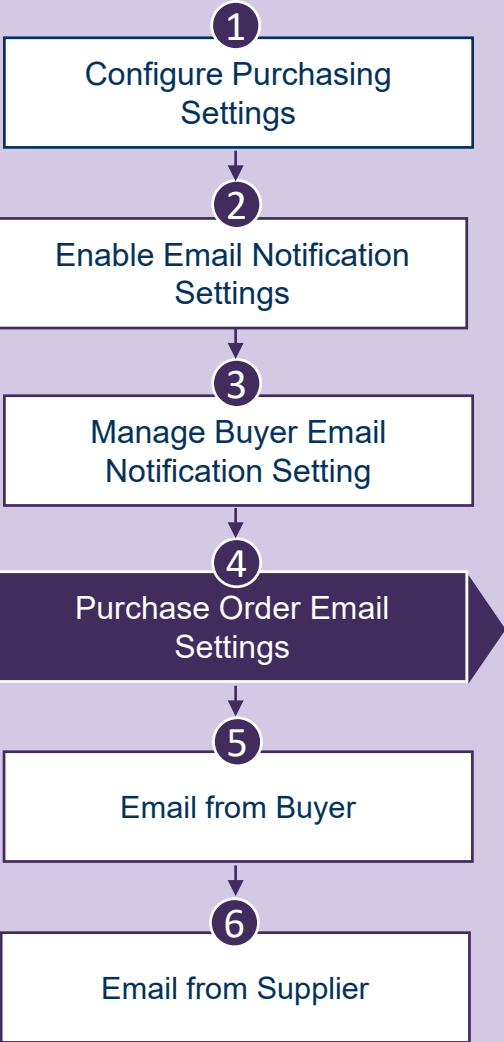 1
Configure Purchasing
Settings
2
Enable Email Notification
Settings
3
Manage Buyer Email
Notification Setting
4
Purchase Order Email
Settings
5
Email from Buyer
6
Email from Supplier